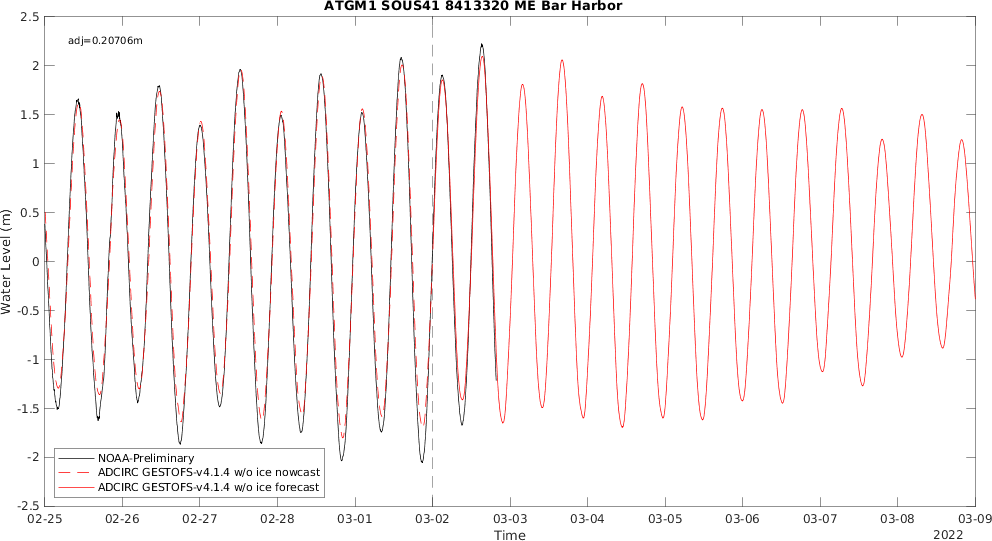 ATGM1 SOUS41 8413320 ME Bar Harbor
adj=0.20706m
2.5
2
1.5
1
0.5
0
-0.5
-1
-1.5
-2
-2.5
Water Level (m)
NOAA-Preliminary
ADCIRC GESTOFS-v4.1.4 w/o ice nowcast
ADCIRC GESTOFS-v4.1.4 w/o ice forecast
02-25 02-26 02-27 02-28 03-01 03-02 03-03 03-04 03-05 03-06 03-07 03-08 03-09
Time
2022